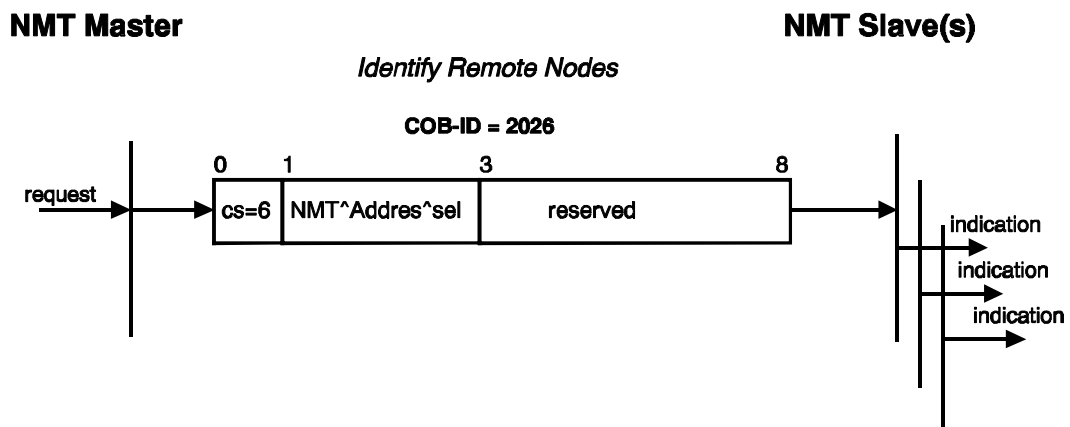 NMT Master
NMT Slave(s)
Identify Remote Nodes
COB-ID = 2026
0 1 3 8
request
cs=6 NMT^Addres^sel reserved
indication
indication
indication